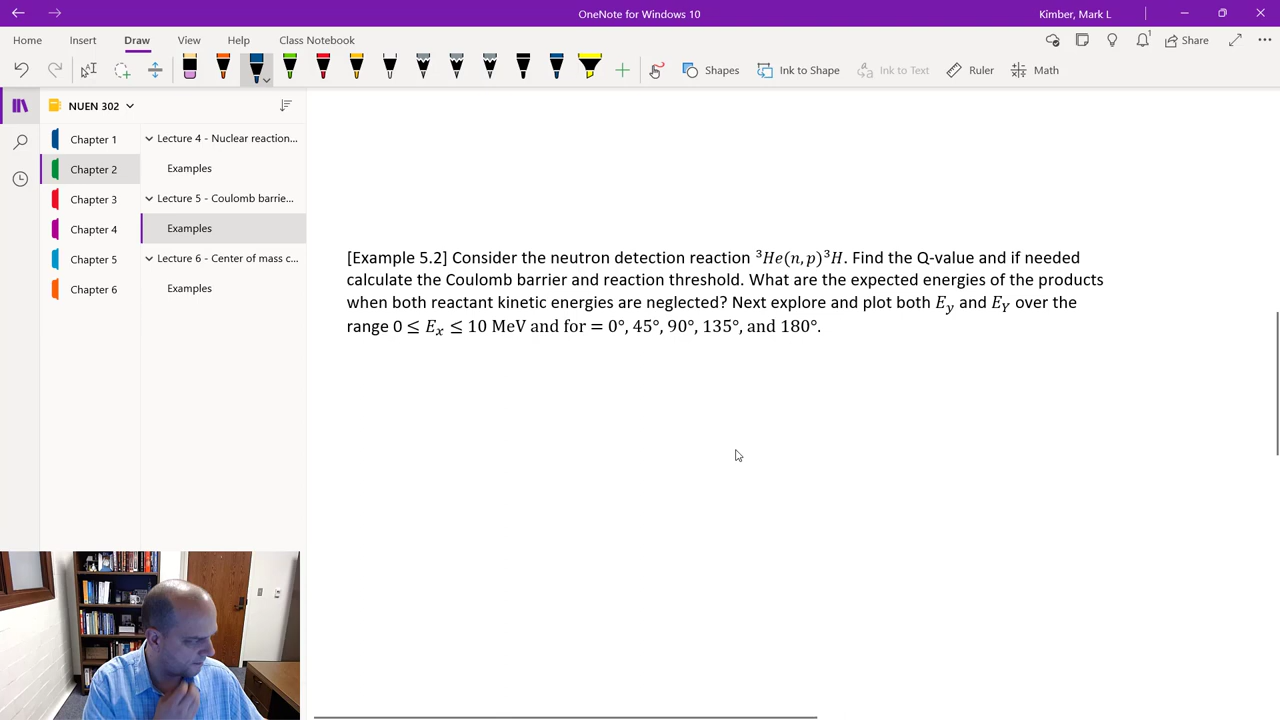 OneNote for Windows 10
Kimber, Mark L
Home
Insert
Draw
View
Help
Class Notebook
Share
Shapes
Ink to Shape
Ink to Text
Ruler
Math
NUEN 302
Chapter 1
Chapter 2
Chapter 3
Chapter 4
Chapter 5
Chapter 6
Lecture 4 - Nuclear reaction...
Examples
Lecture 5 - Coulomb barrie...
Examples
Lecture 6 - Center of mass c...
Examples
[Example 5.2] Consider the neutron detection reaction ³He(n, p)³H. Find the Q-value and if needed
calculate the Coulomb barrier and reaction threshold. What are the expected energies of the products
when both reactant kinetic energies are neglected? Next explore and plot both E_y and E_Y over the
range 0 ≤ E_x ≤ 10 MeV and for = 0°, 45°, 90°, 135°, and 180°.